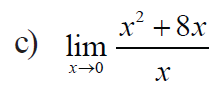 c) lim x→0 x² + 8x / x